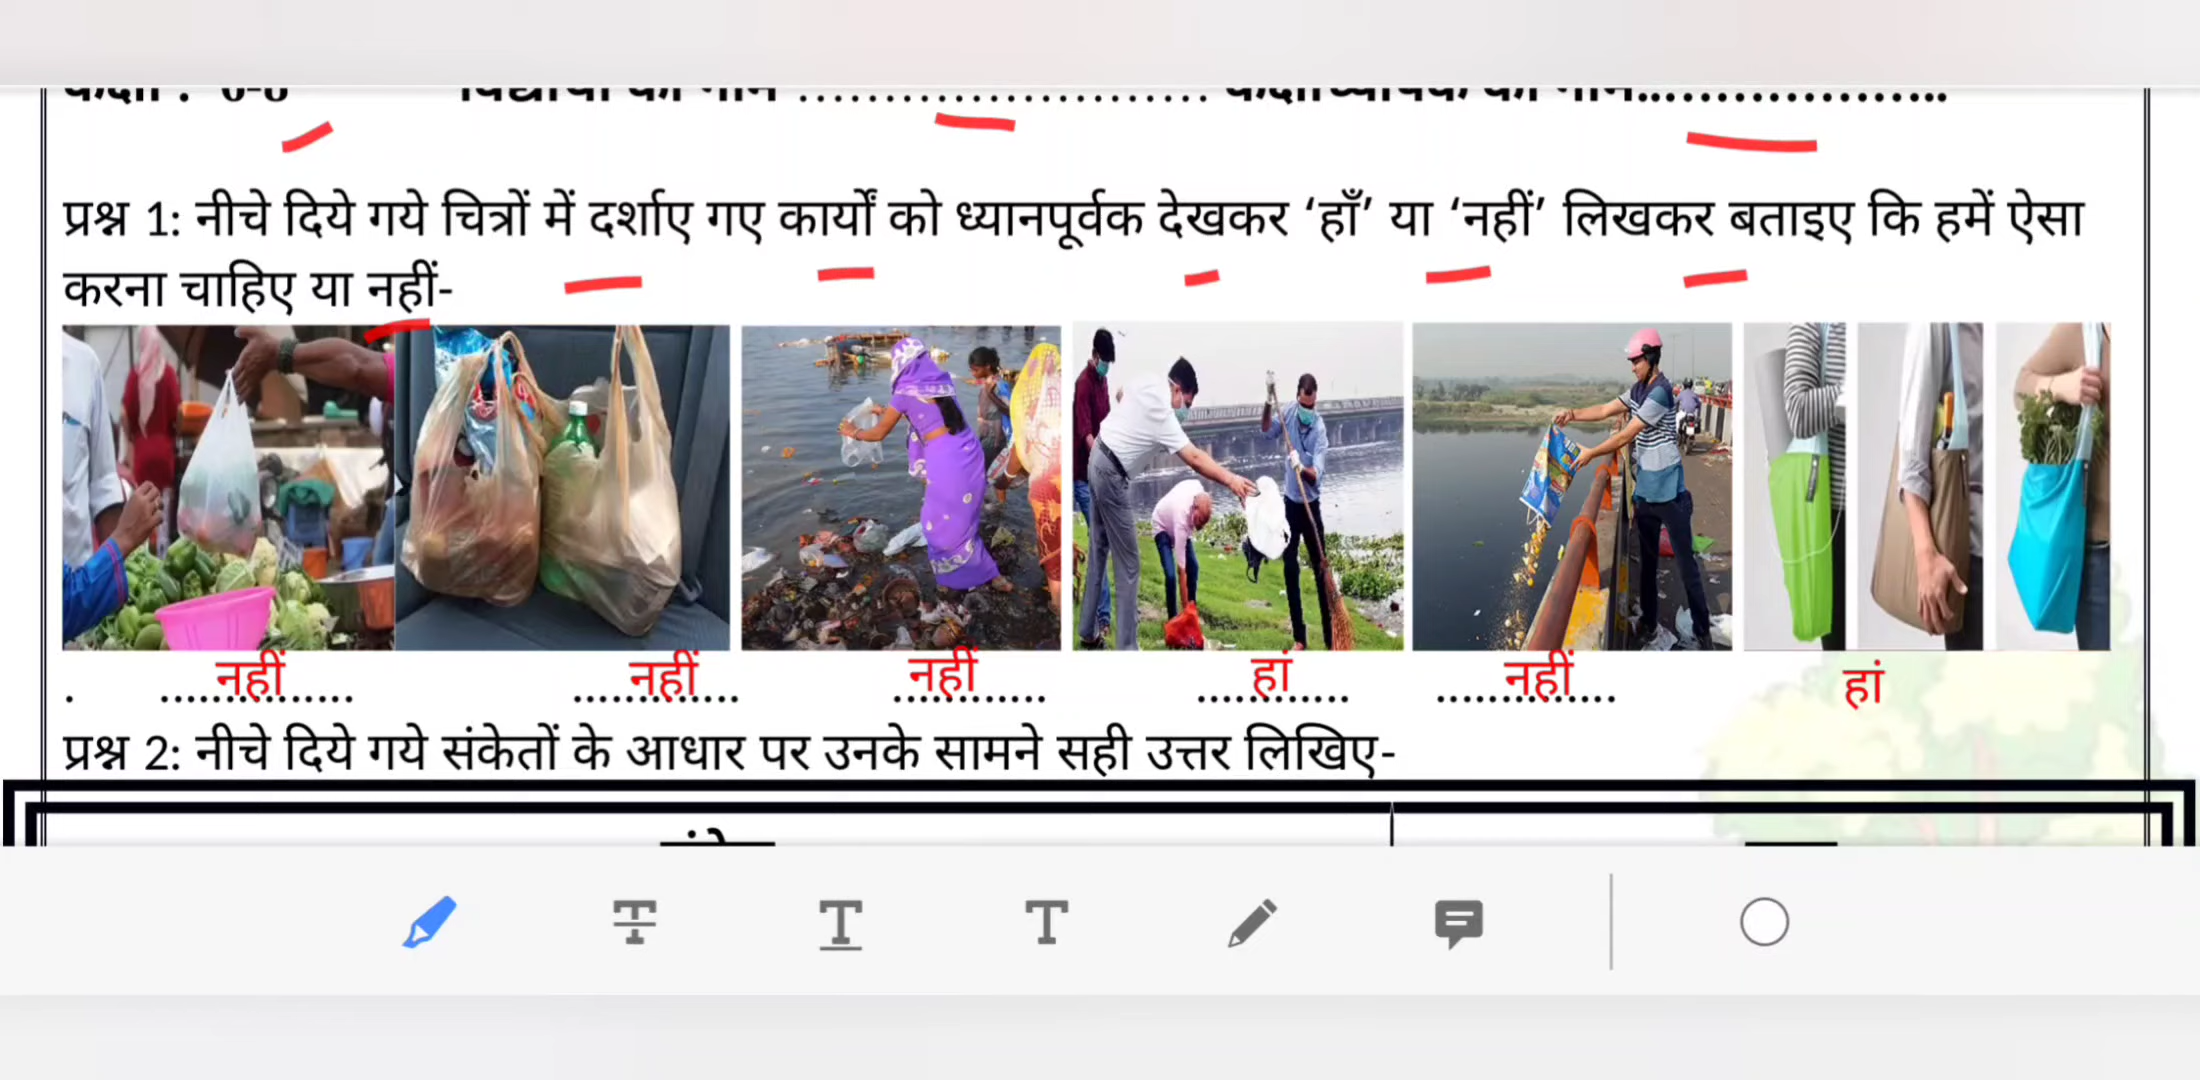 प्रश्न 1: नीचे दिये गये चित्रों में दर्शाए गए कार्यों को ध्यानपूर्वक देखकर ‘हाँ’ या ‘नहीं’ लिखकर बताइए कि हमें ऐसा
करना चाहिए या नहीं-
नहीं नहीं नहीं हां नहीं हां
प्रश्न 2: नीचे दिये गये संकेतों के आधार पर उनके सामने सही उत्तर लिखिए-